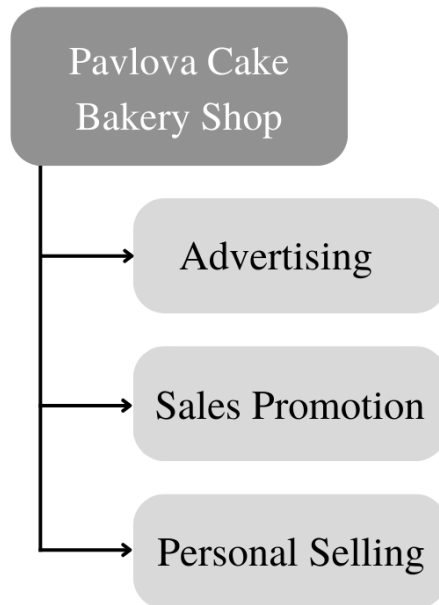 Pavlova Cake
Bakery Shop
Advertising
Sales Promotion
Personal Selling